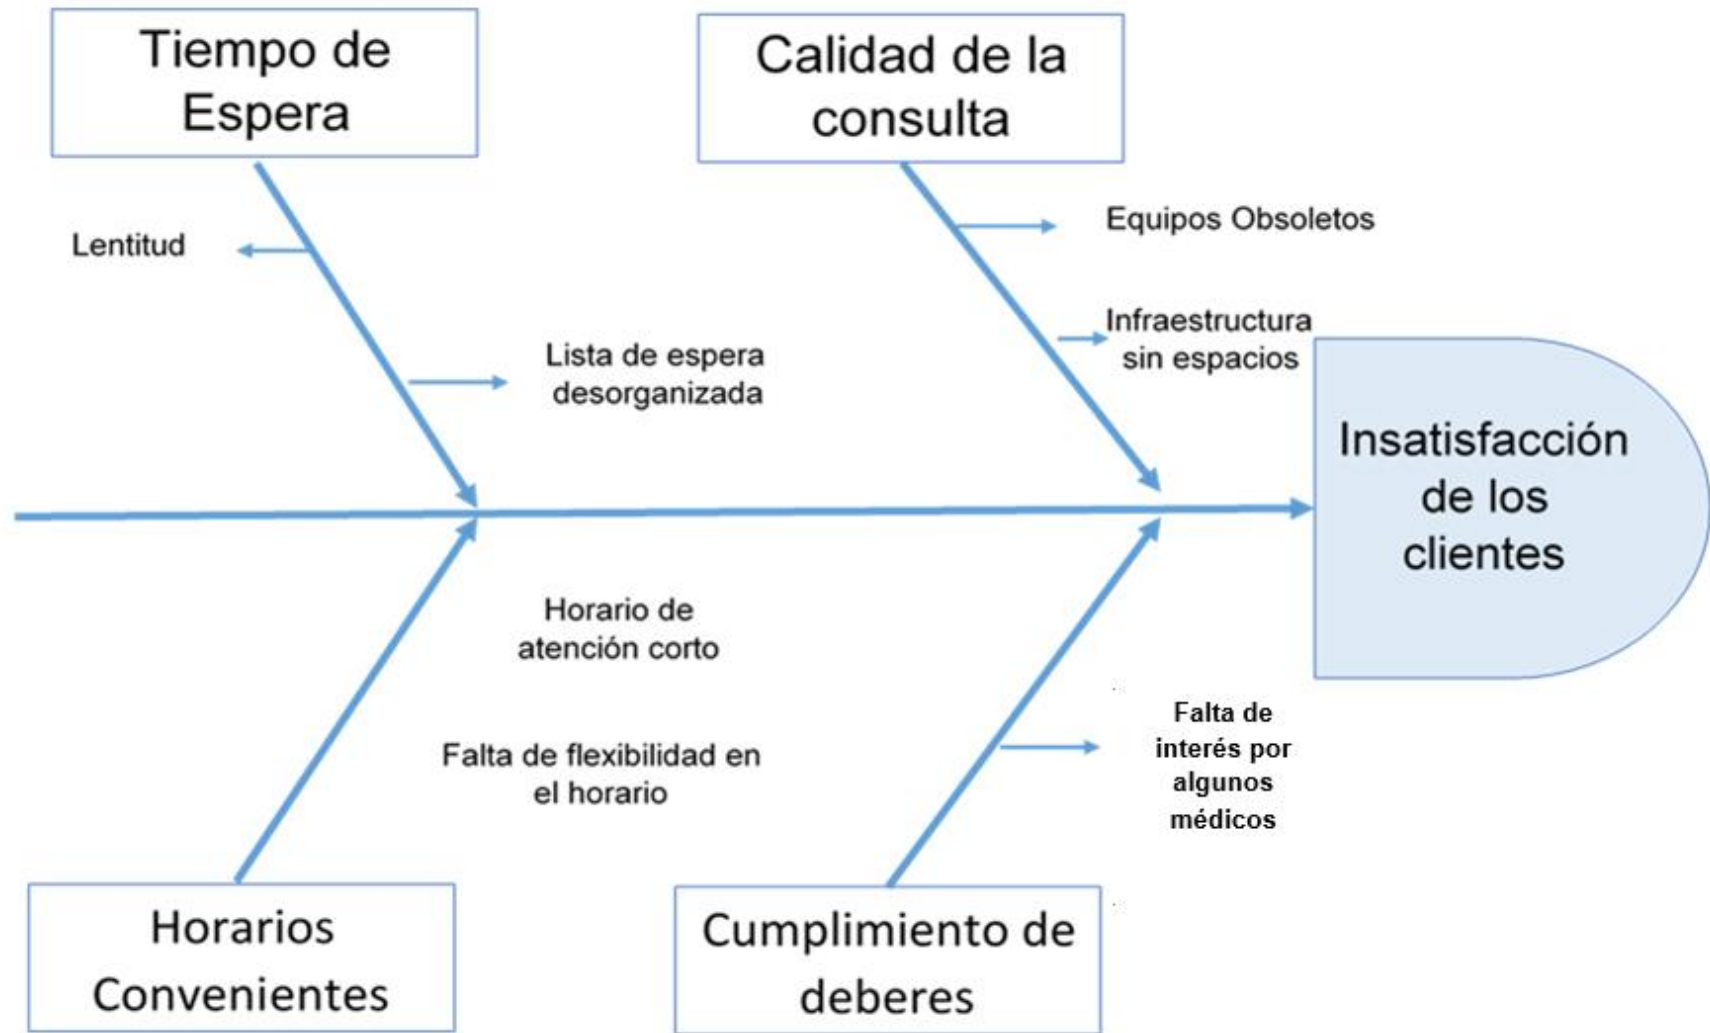 Tiempo de
Espera
Calidad de la
consulta
Lentitud
Equipos Obsoletos
Lista de espera
desorganizada
Infraestructura
sin espacios
Insatisfacción
de los
clientes
Horario de
atención corto
Falta de flexibilidad en
el horario
Falta de
interés por
algunos
médicos
Horarios
Convenientes
Cumplimiento de
deberes